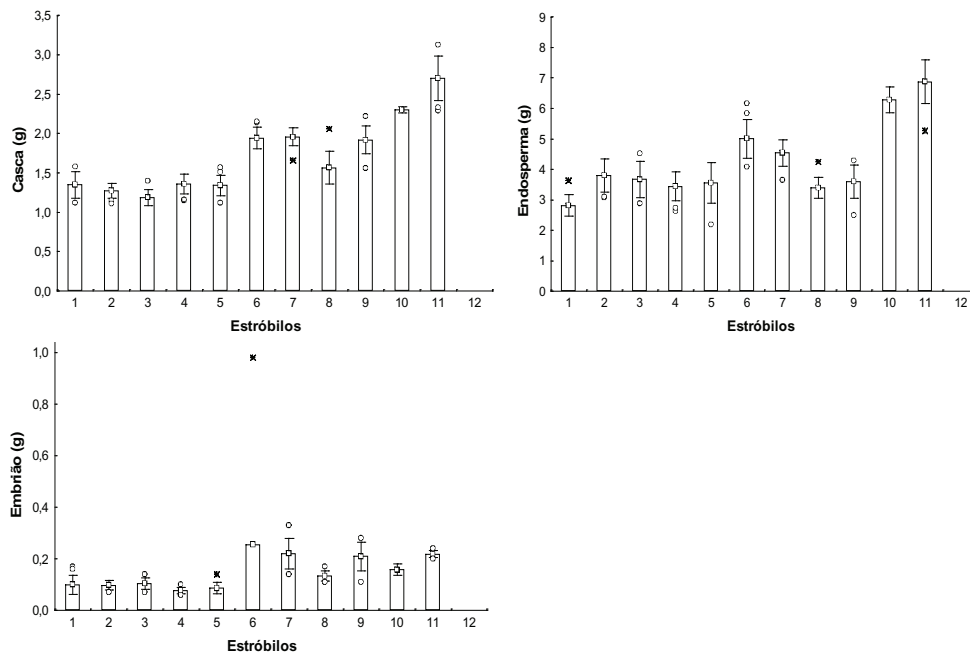 3,5
3,0
2,5
2,0
1,5
1,0
0,5
0,0
Casca (g)
1 2 3 4 5 6 7 8 9 10 11 12
Estróbilos
9
8
7
6
5
4
3
2
1
0
Endosperma (g)
1 2 3 4 5 6 7 8 9 10 11 12
Estróbilos
1,0
0,8
0,6
0,4
0,2
0,0
Embrião (g)
1 2 3 4 5 6 7 8 9 10 11 12
Estróbilos